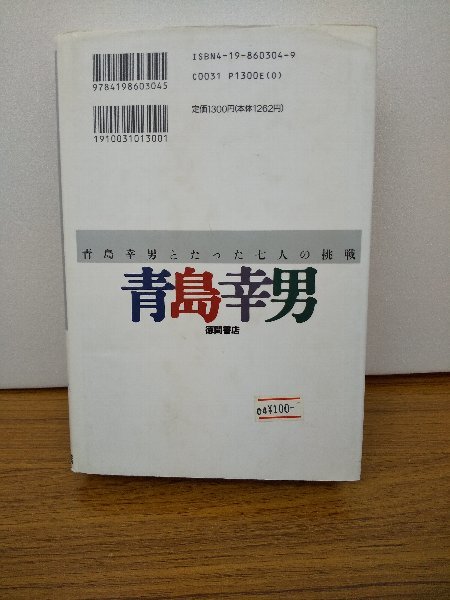 ISBN4-19-860304-9
C0031 P1300E(0)
定価1300円(本体1262円)
9784198603045
1910031013001
青島幸男とたった七人の挑戦
青島幸男
徳間書店
04¥100-